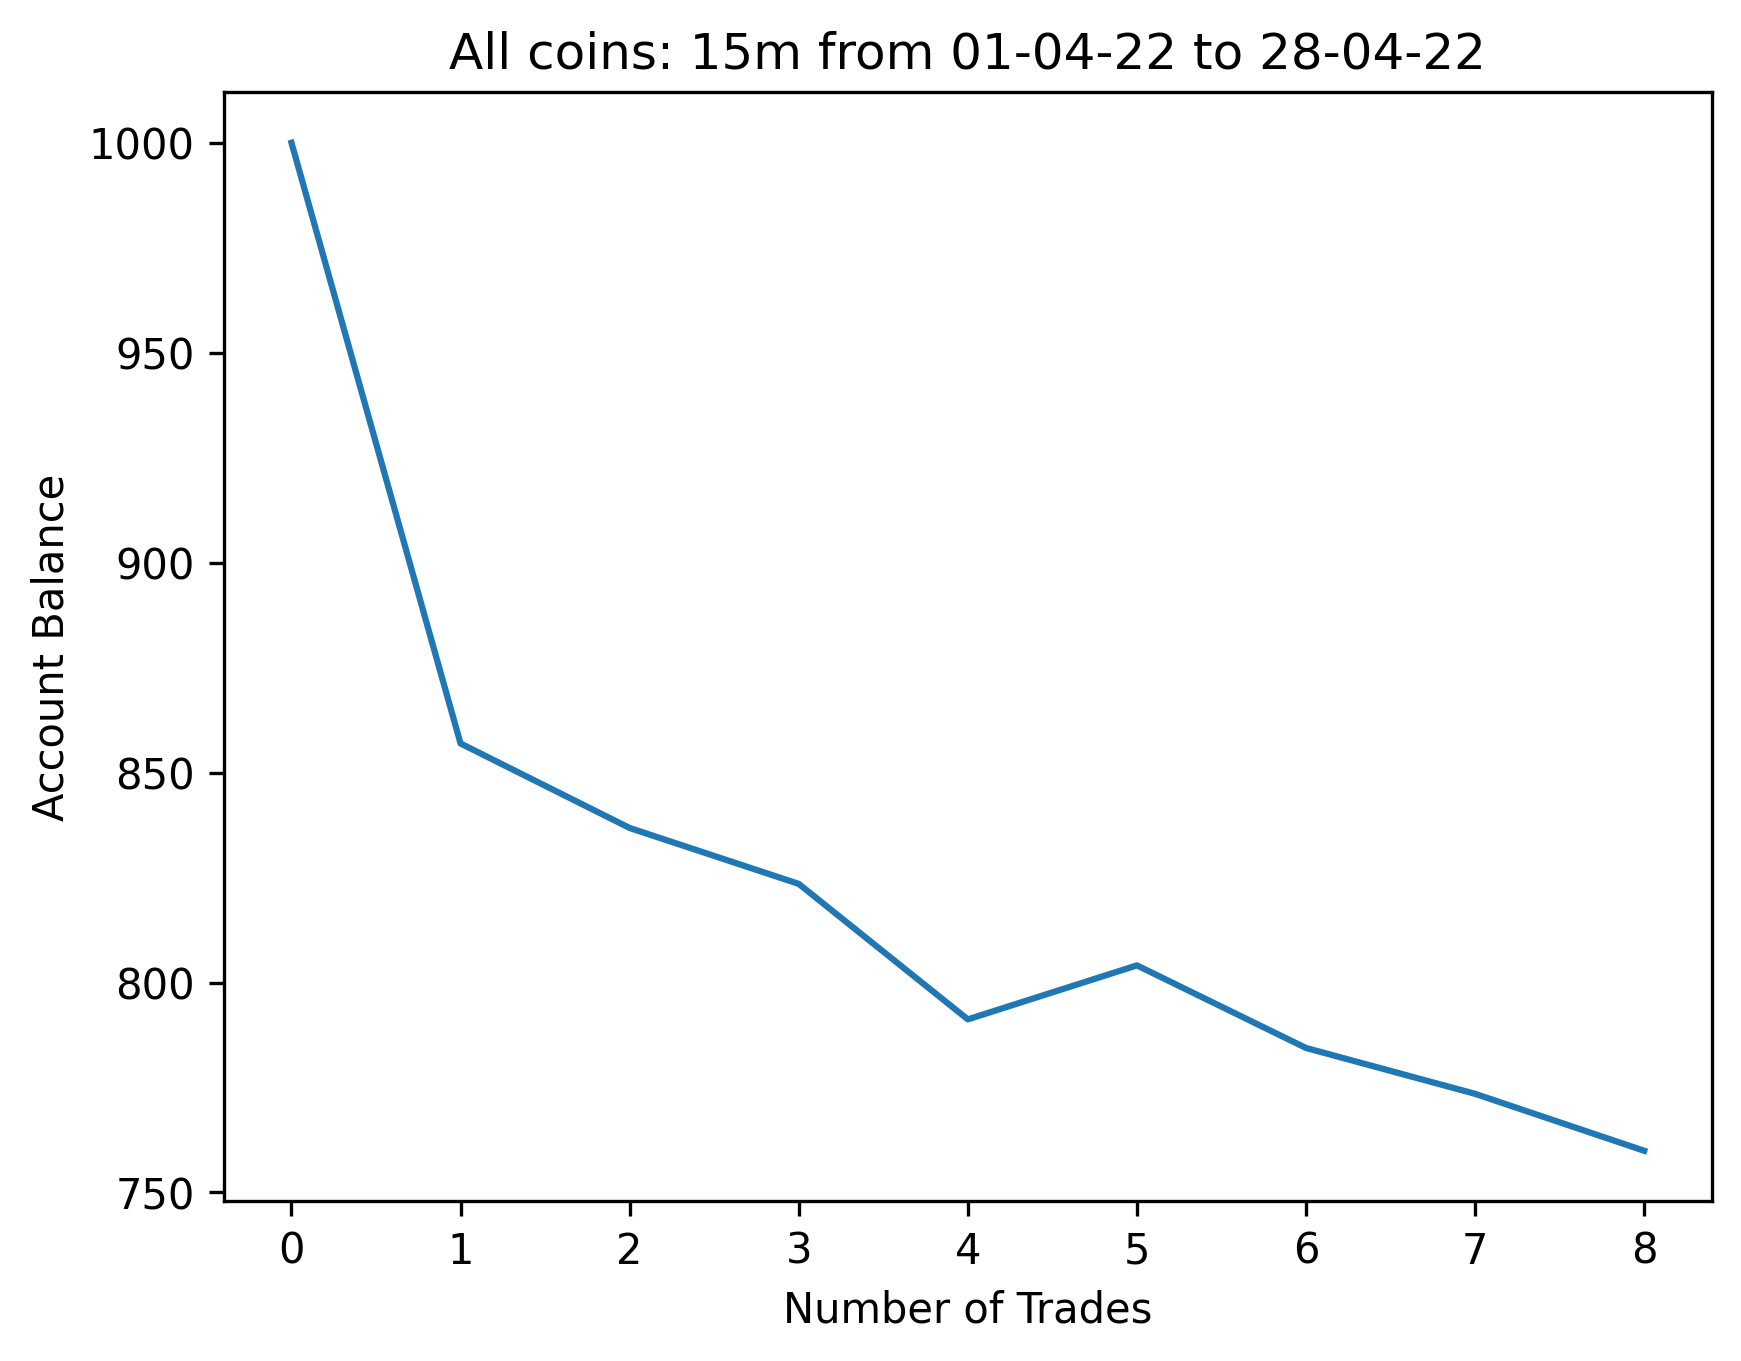 All coins: 15m from 01-04-22 to 28-04-22
1000
950
900
850
800
750
Account Balance
0 1 2 3 4 5 6 7 8
Number of Trades